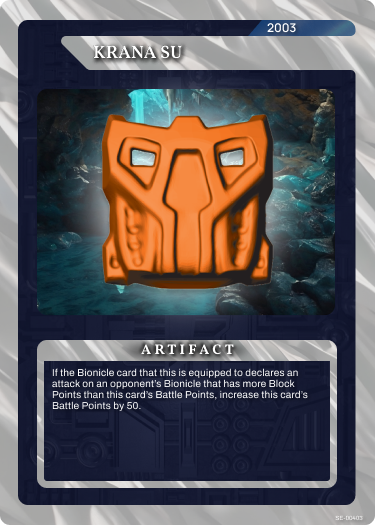 2003
KRANA SU
ARTIFACT
If the Bionicle card that this is equipped to declares an
attack on an opponent's Bionicle that has more Block
Points than this card's Battle Points, increase this card's
Battle Points by 50.
SE-00403